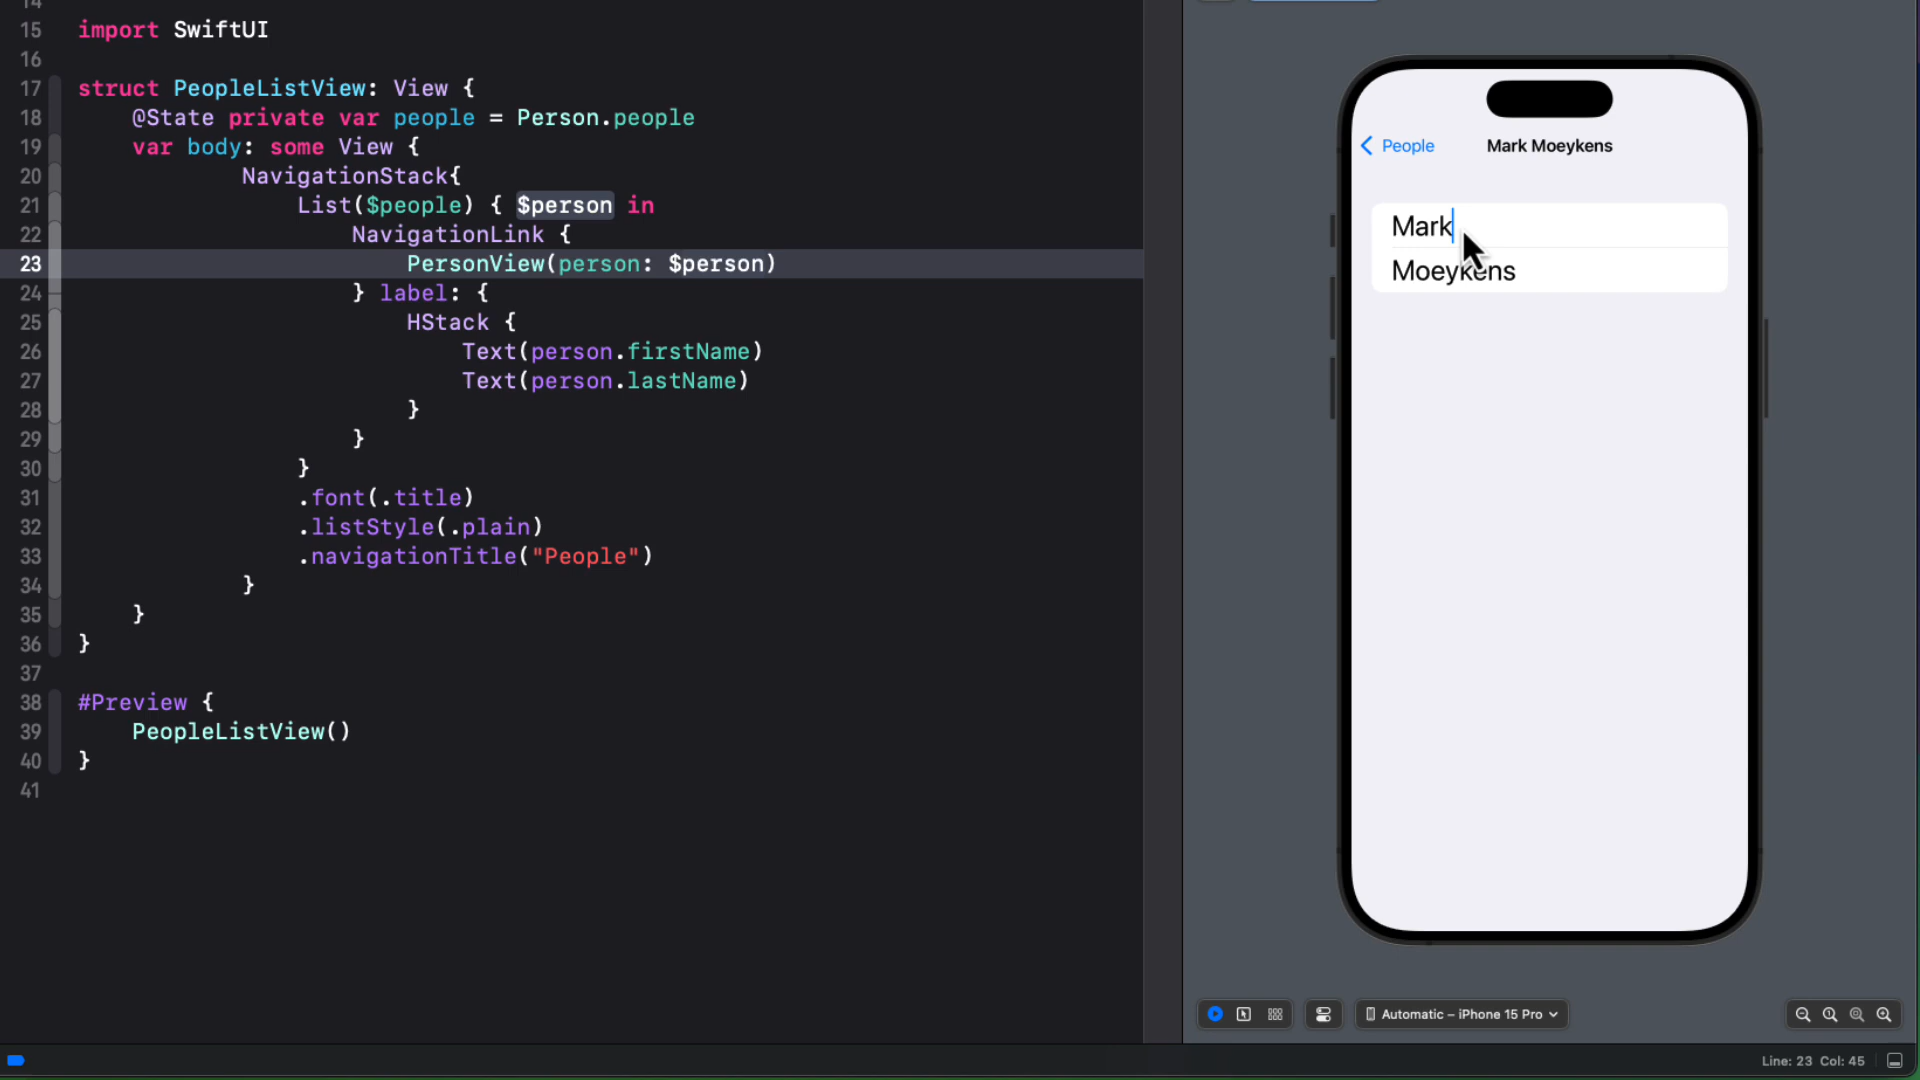 14
15 import SwiftUI
16
17 struct PeopleListView: View {
18 @State private var people = Person.people
19 var body: some View {
20 NavigationStack{
21 List($people) { $person in
22 NavigationLink {
23 PersonView(person: $person)
24 } label: {
25 HStack {
26 Text(person.firstName)
27 Text(person.lastName)
28 }
29 }
30 }
31 .font(.title)
32 .listStyle(.plain)
33 .navigationTitle("People")
34 }
35 }
36 }
37
38 #Preview {
39 PeopleListView()
40 }
41
People
Mark Moeykens
Mark
Moeykens
Automatic – iPhone 15 Pro
Line: 23 Col: 45